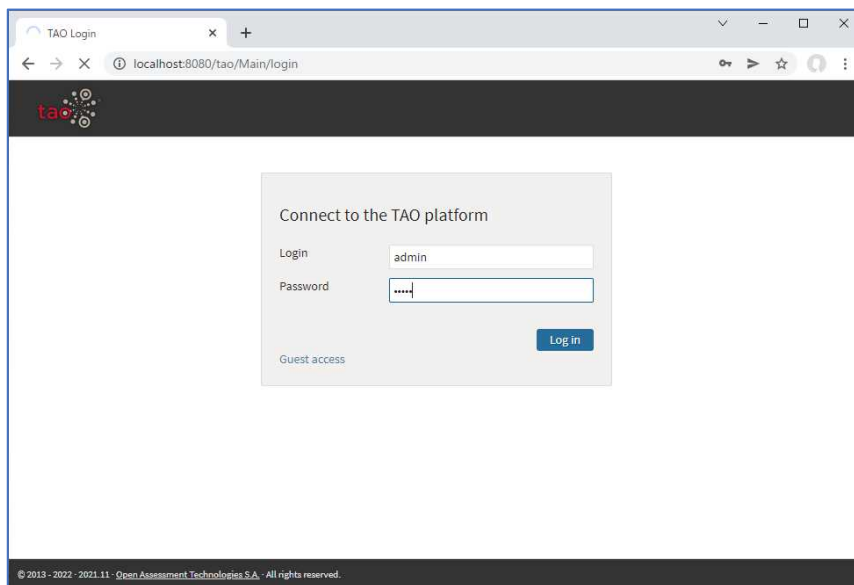 TAO Login
localhost:8080/tao/Main/login
tao
Connect to the TAO platform
Login
admin
Password
•••••
Log in
Guest access
© 2013 - 2022 · 2021.11 · Open Assessment Technologies S.A. · All rights reserved.